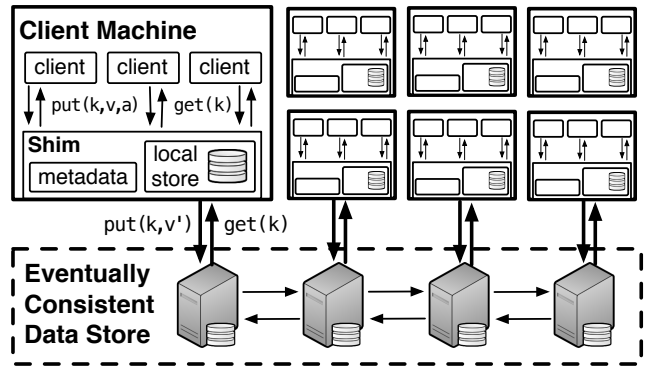 Client Machine
client client client
put(k,v,a) get(k)
Shim
metadata
local
store
put(k,v') get(k)
Eventually
Consistent
Data Store